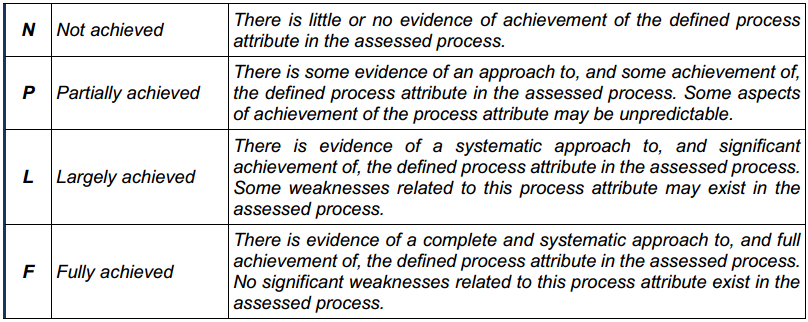 N Not achieved There is little or no evidence of achievement of the defined process
attribute in the assessed process.
P Partially achieved There is some evidence of an approach to, and some achievement of,
the defined process attribute in the assessed process. Some aspects
of achievement of the process attribute may be unpredictable.
L Largely achieved There is evidence of a systematic approach to, and significant
achievement of, the defined process attribute in the assessed process.
Some weaknesses related to this process attribute may exist in the
assessed process.
F Fully achieved There is evidence of a complete and systematic approach to, and full
achievement of, the defined process attribute in the assessed process.
No significant weaknesses related to this process attribute exist in the
assessed process.